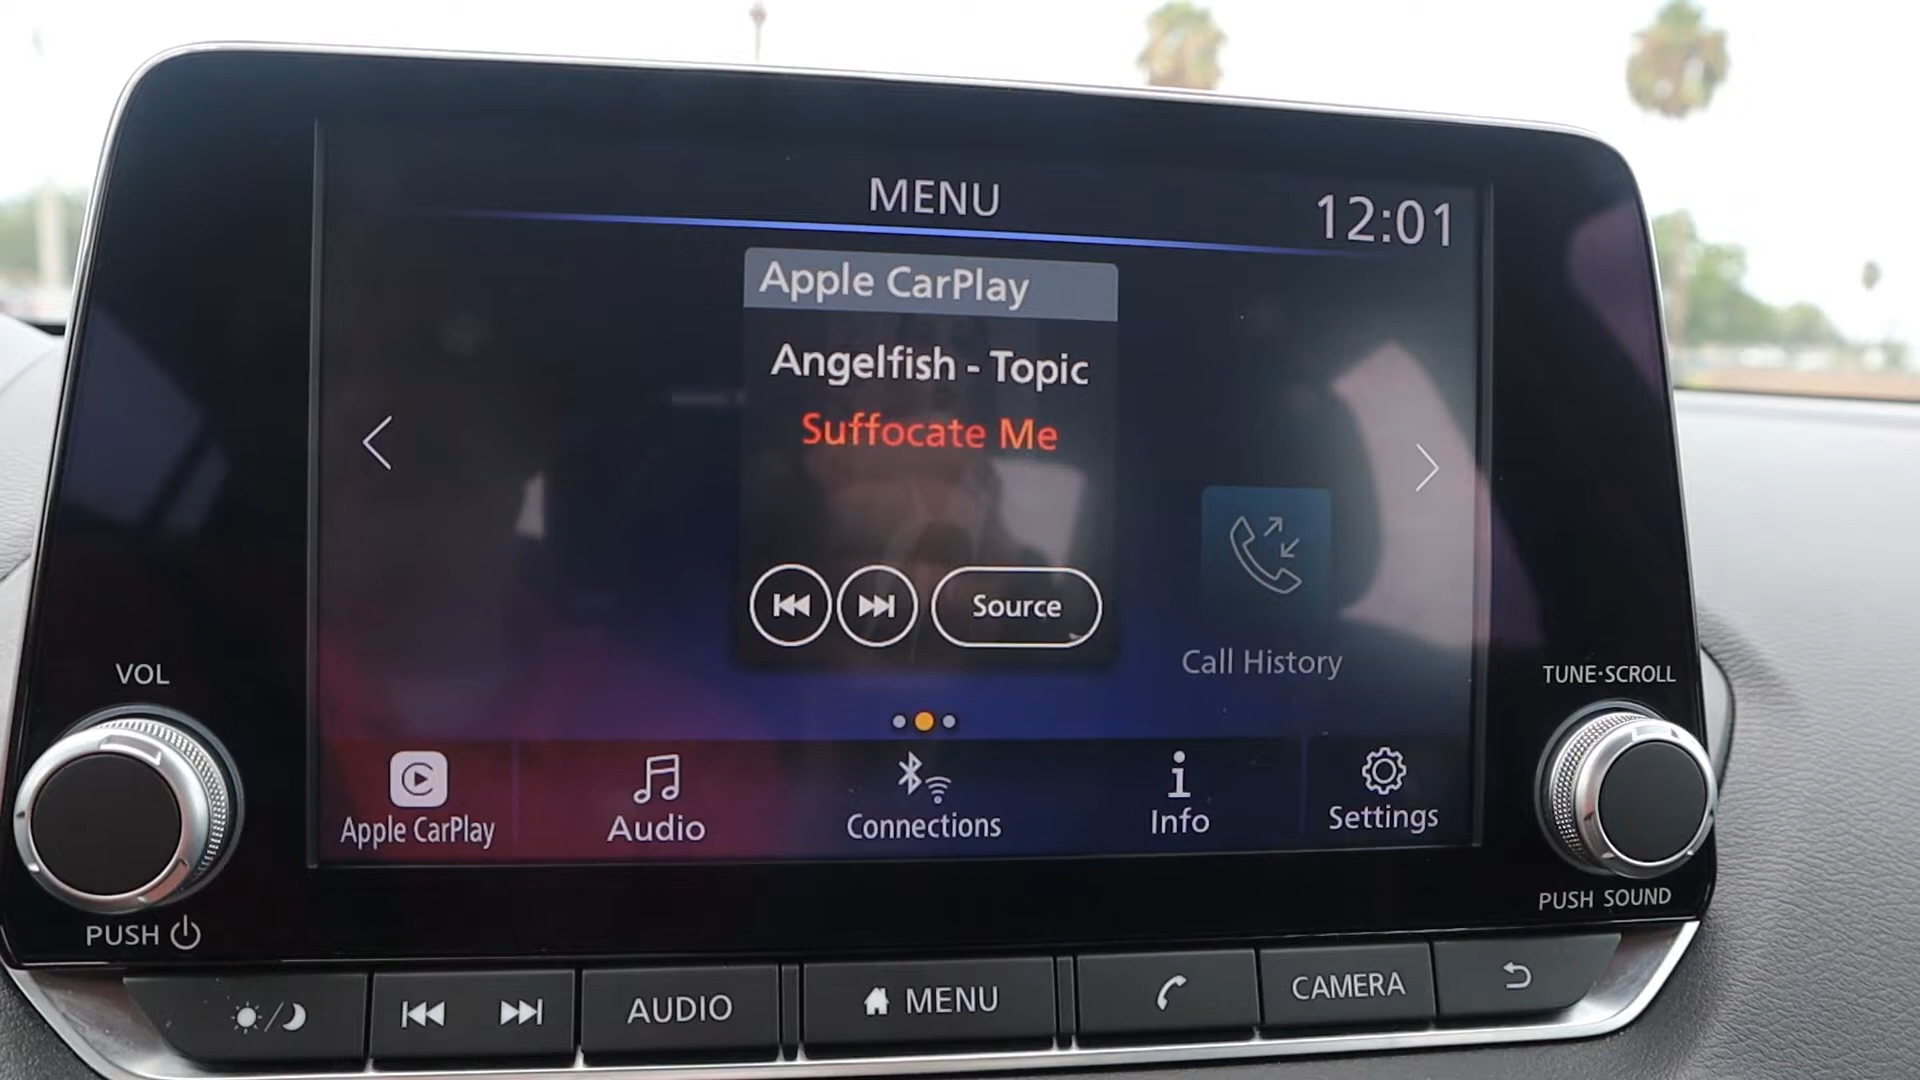 MENU
12:01
Apple CarPlay
Angelfish - Topic
Suffocate Me
Source
Call History
VOL
TUNE·SCROLL
Apple CarPlay
Audio
Connections
Info
Settings
PUSH
PUSH SOUND
AUDIO
MENU
CAMERA